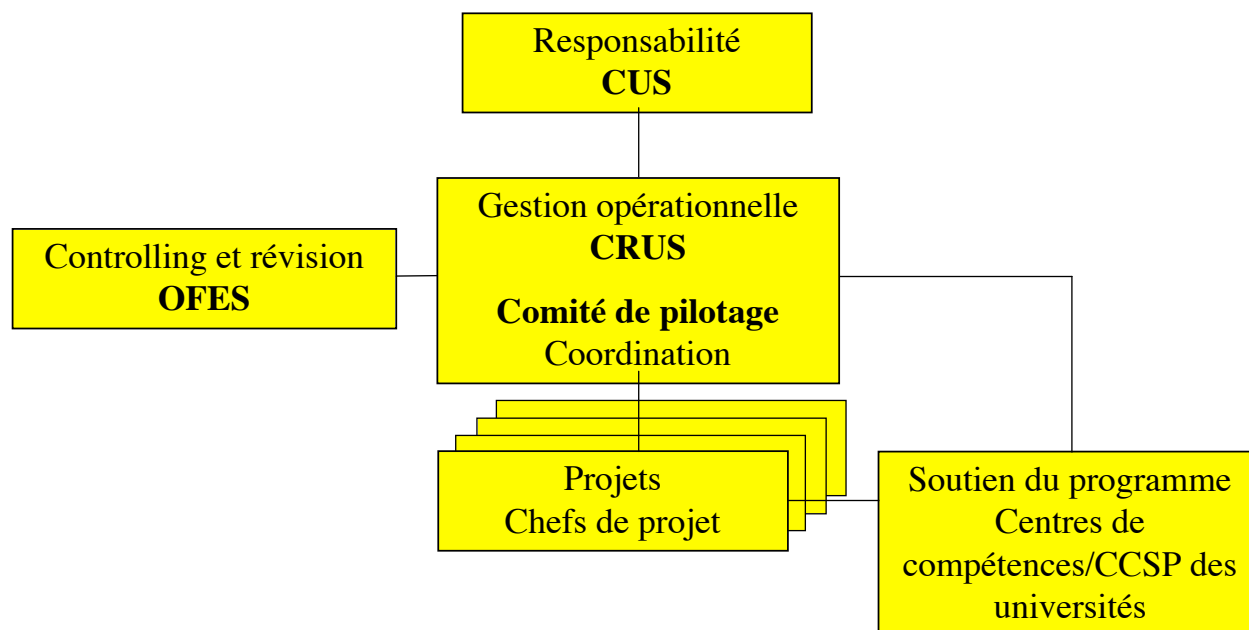 Responsabilité
CUS
Gestion opérationnelle
CRUS
Comité de pilotage
Coordination
Controlling et révision
OFES
Projets
Chefs de projet
Soutien du programme
Centres de
compétences/CCSP des
universités